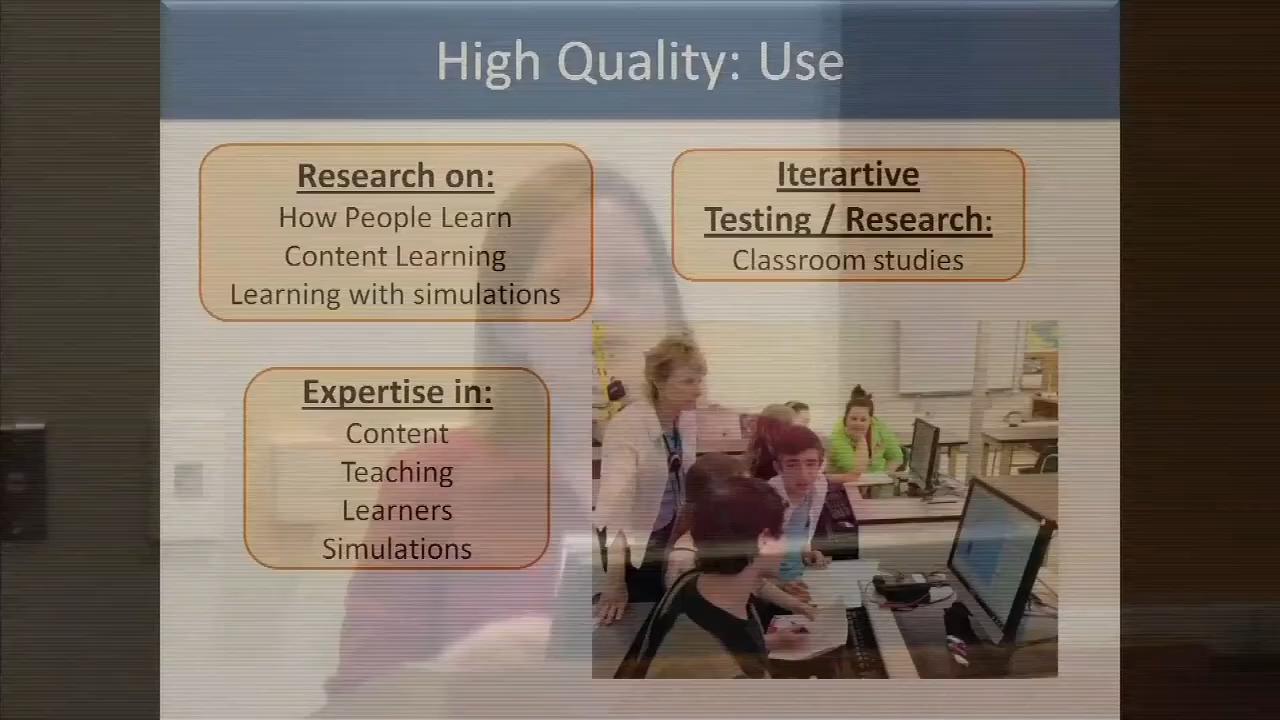 High Quality: Use
Research on:
How People Learn
Content Learning
Learning with simulations
Iterartive
Testing / Research:
Classroom studies
Expertise in:
Content
Teaching
Learners
Simulations